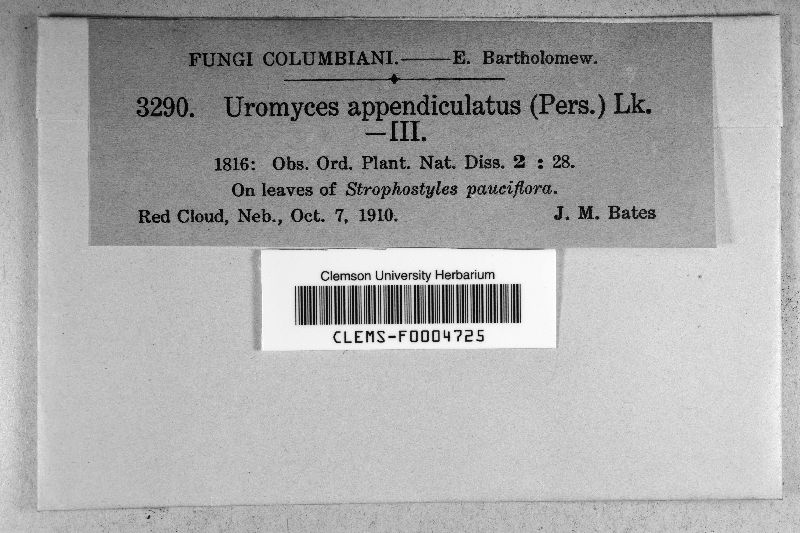 FUNGI COLUMBIANI.——E. Bartholomew.
3290. Uromyces appendiculatus (Pers.) Lk.
—III.
1816: Obs. Ord. Plant. Nat. Diss. 2 : 28.
On leaves of Strophostyles pauciflora.
Red Cloud, Neb., Oct. 7, 1910. J. M. Bates
Clemson University Herbarium
CLEMS-F0004725